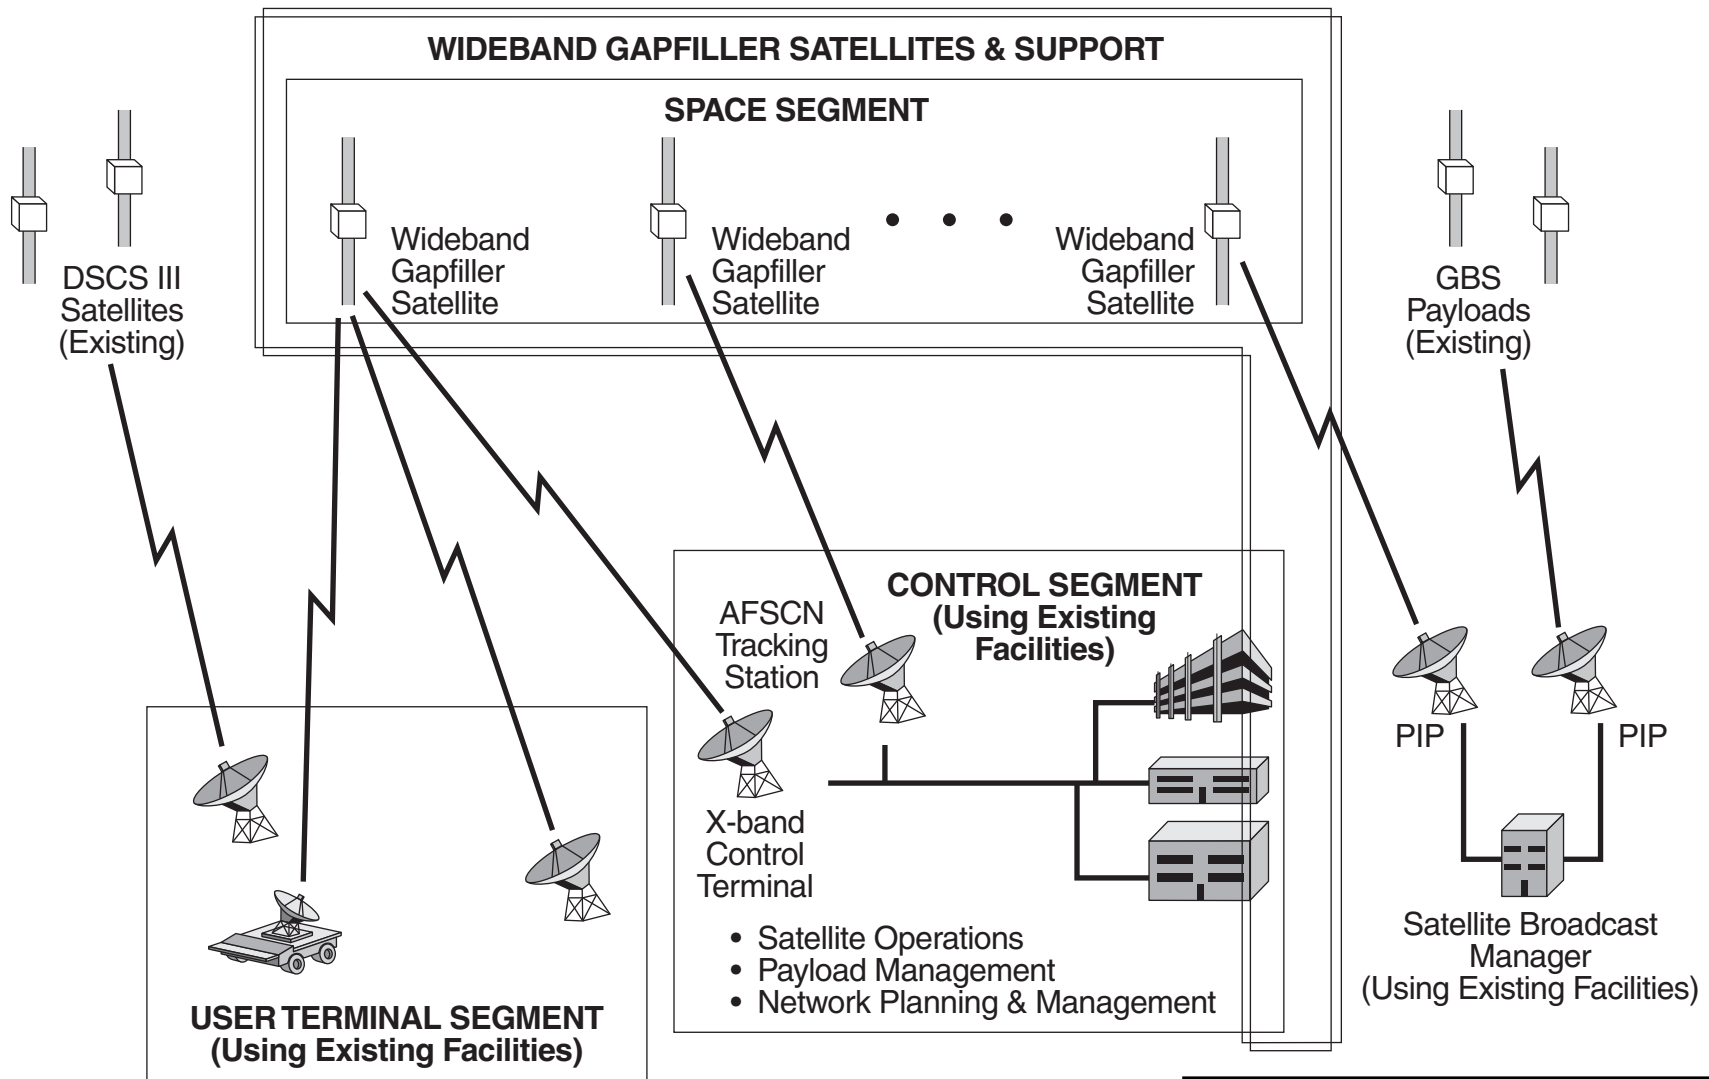 WIDEBAND GAPFILLER SATELLITES & SUPPORT
SPACE SEGMENT
DSCS III
Satellites
(Existing)
Wideband
Gapfiller
Satellite
Wideband
Gapfiller
Satellite
• • •
Wideband
Gapfiller
Satellite
GBS
Payloads
(Existing)
CONTROL SEGMENT
(Using Existing
Facilities)
AFSCN
Tracking
Station
X-band
Control
Terminal
• Satellite Operations
• Payload Management
• Network Planning & Management
PIP
PIP
Satellite Broadcast
Manager
(Using Existing Facilities)
USER TERMINAL SEGMENT
(Using Existing Facilities)